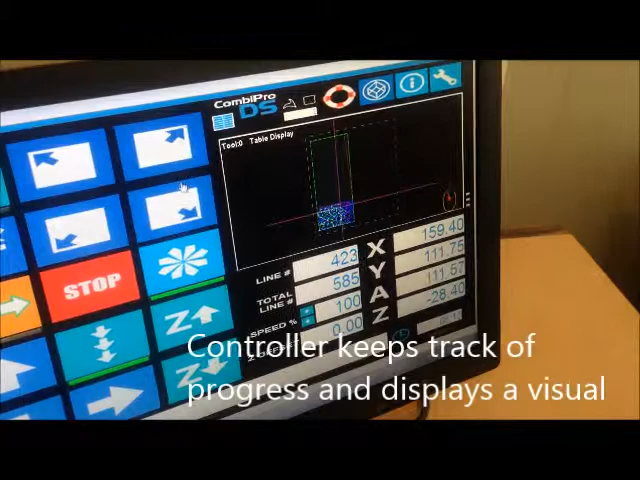 CombiPro
DS
Tool:0 Table Display
LINE # 423
TOTAL
LINE # 585
SPEED % 100
0.00
X 159.40
Y 111.75
A 111.57
Z -28.40
STOP
Z
Z
Controller keeps track of
progress and displays a visual